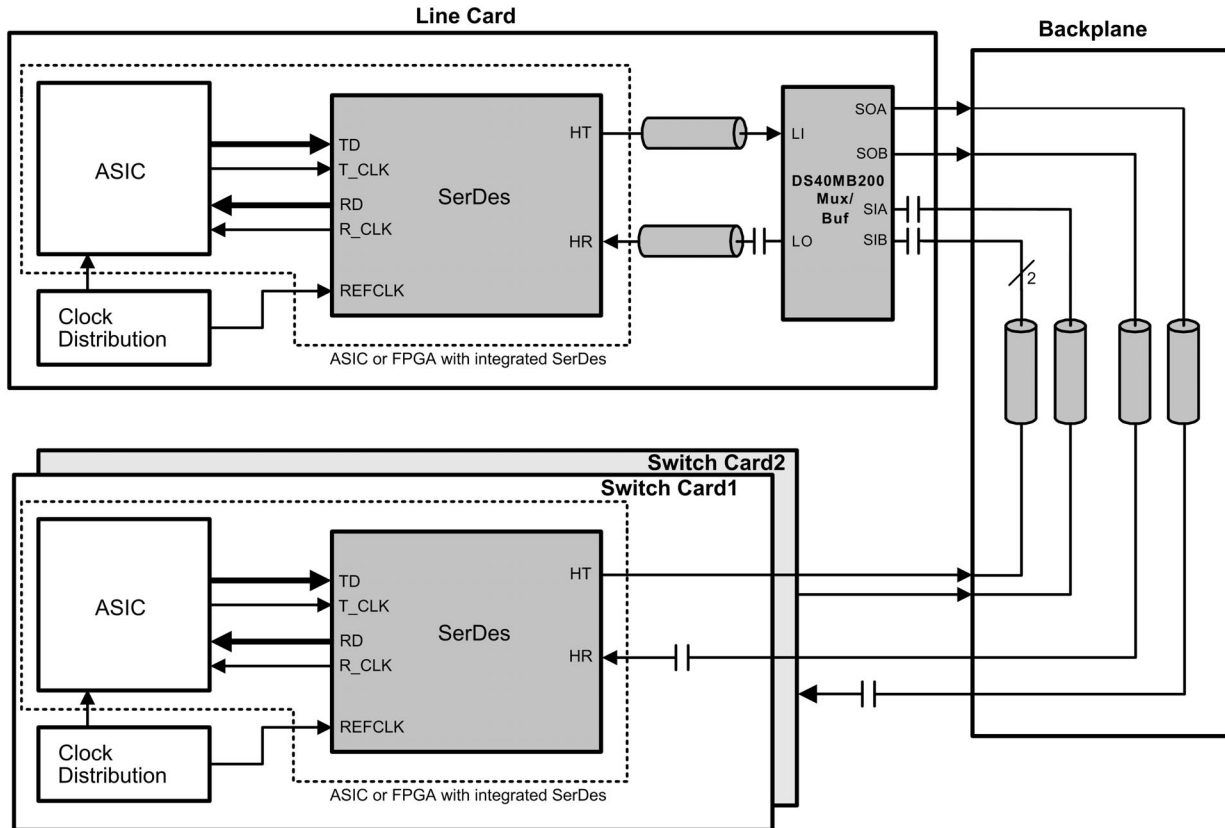 Line Card
Backplane
ASIC
TD
T_CLK
RD
R_CLK
REFCLK
SerDes
HT
HR
Clock
Distribution
ASIC or FPGA with integrated SerDes
LI
LO
DS40MB200
Mux/
Buf
SOA
SOB
SIA
SIB
2
Switch Card2
Switch Card1
ASIC
TD
T_CLK
RD
R_CLK
REFCLK
SerDes
HT
HR
Clock
Distribution
ASIC or FPGA with integrated SerDes